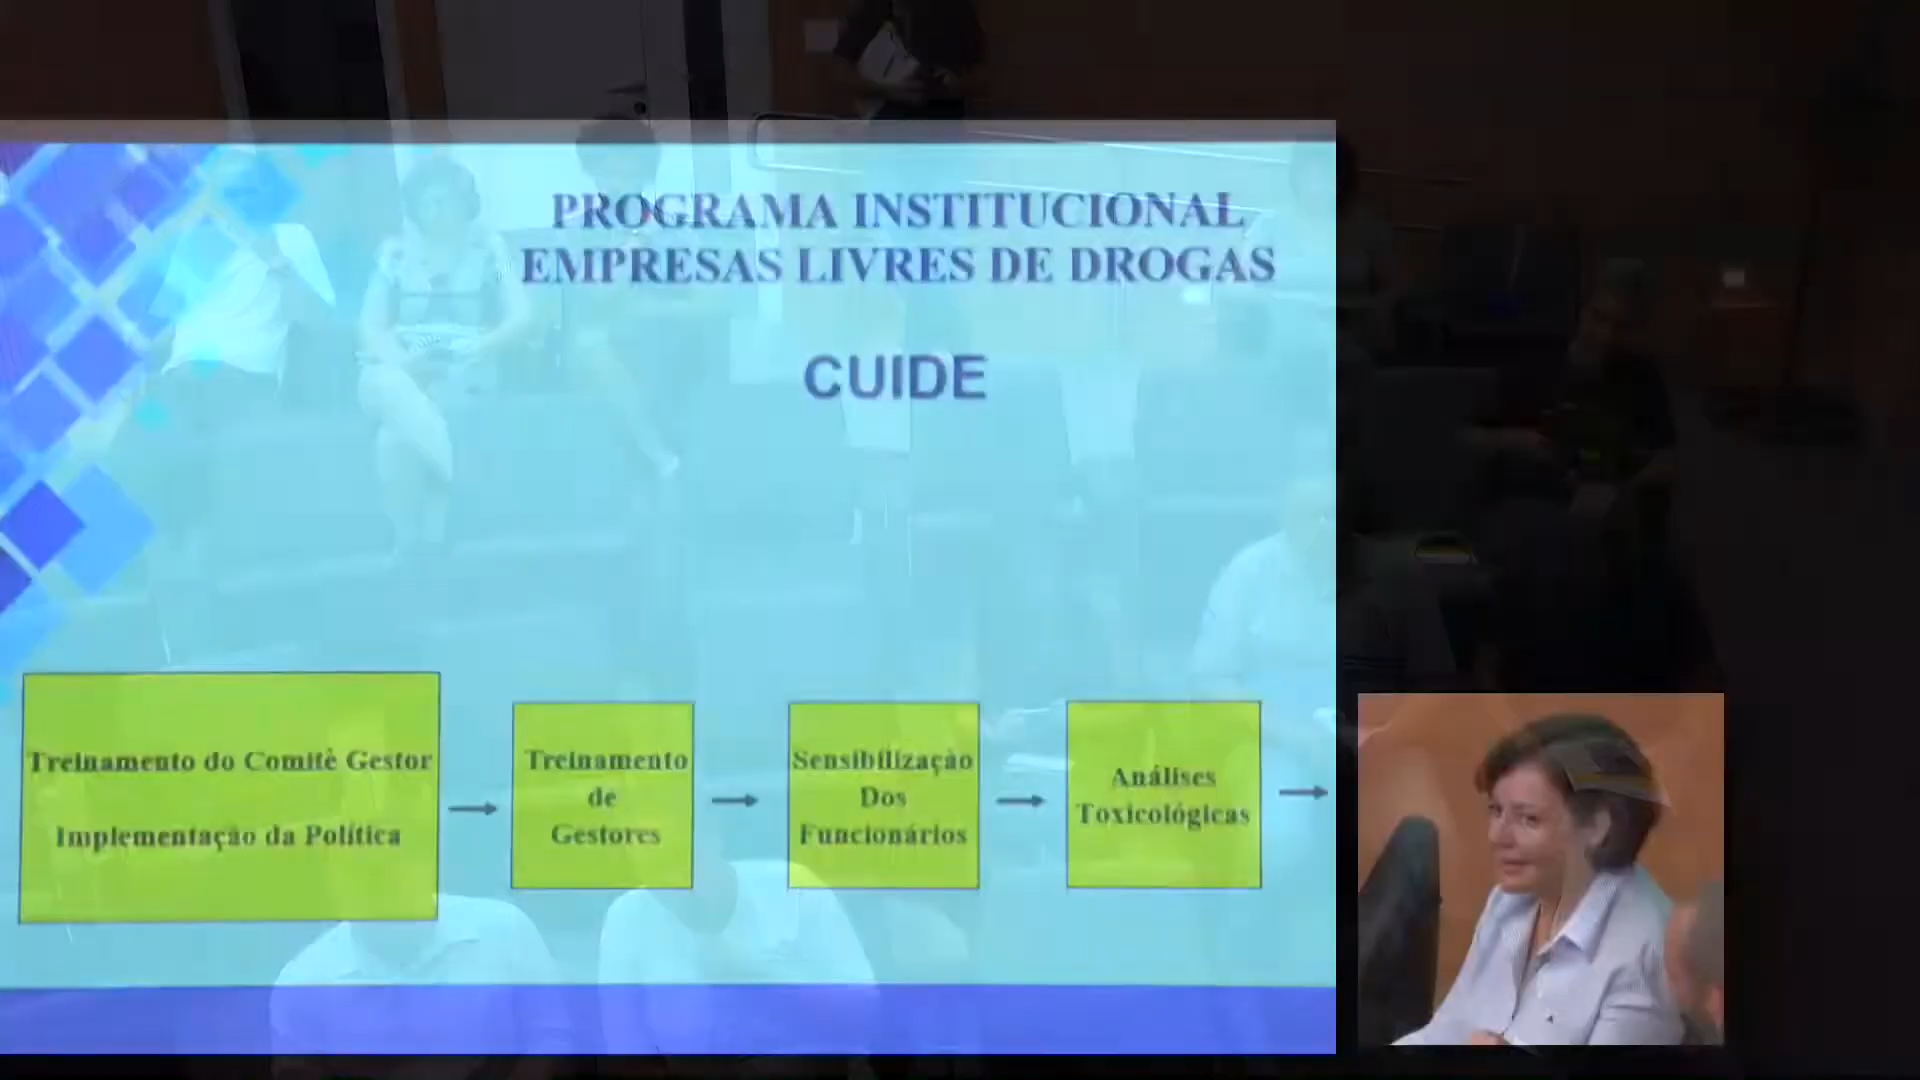 PROGRAMA INSTITUCIONAL
EMPRESAS LIVRES DE DROGAS
CUIDE
Treinamento do Comitê Gestor
Implementação da Política
Treinamento
de
Gestores
Sensibilização
Dos
Funcionários
Análises
Toxicológicas